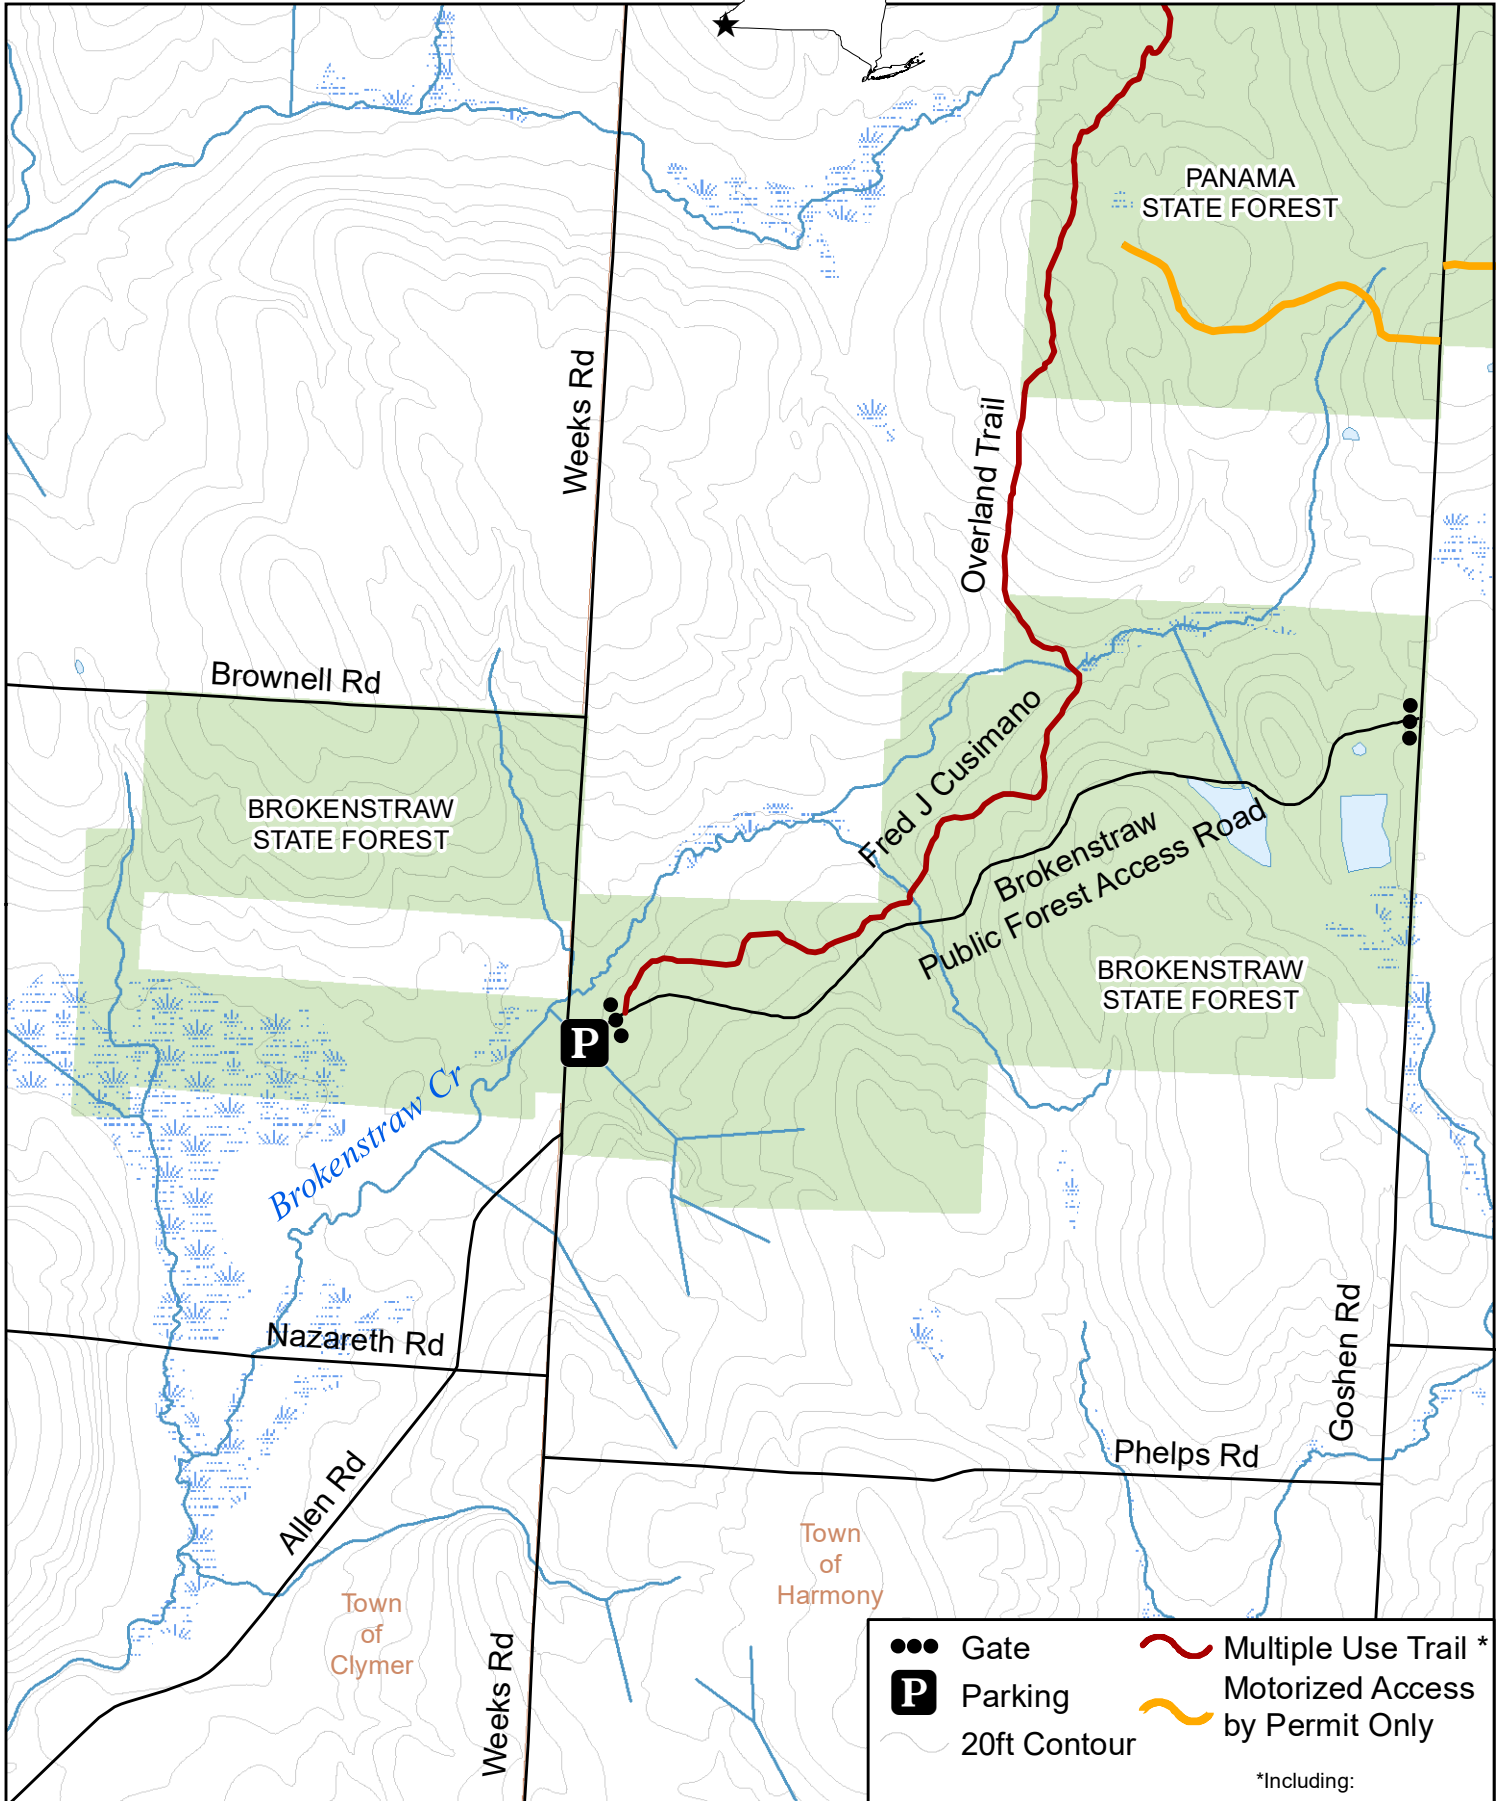 PANAMA
STATE FOREST
Weeks Rd
Overland Trail
Brownell Rd
Fred J Cusimano
BROKENSTRAW
STATE FOREST
Brokenstraw
Public Forest Access Road
BROKENSTRAW
STATE FOREST
P
Brokenstraw Cr
Nazareth Rd
Goshen Rd
Phelps Rd
Allen Rd
Town
of
Harmony
Town
of
Clymer
Weeks Rd
Gate
P Parking
20ft Contour
Multiple Use Trail *
Motorized Access
by Permit Only
*Including: